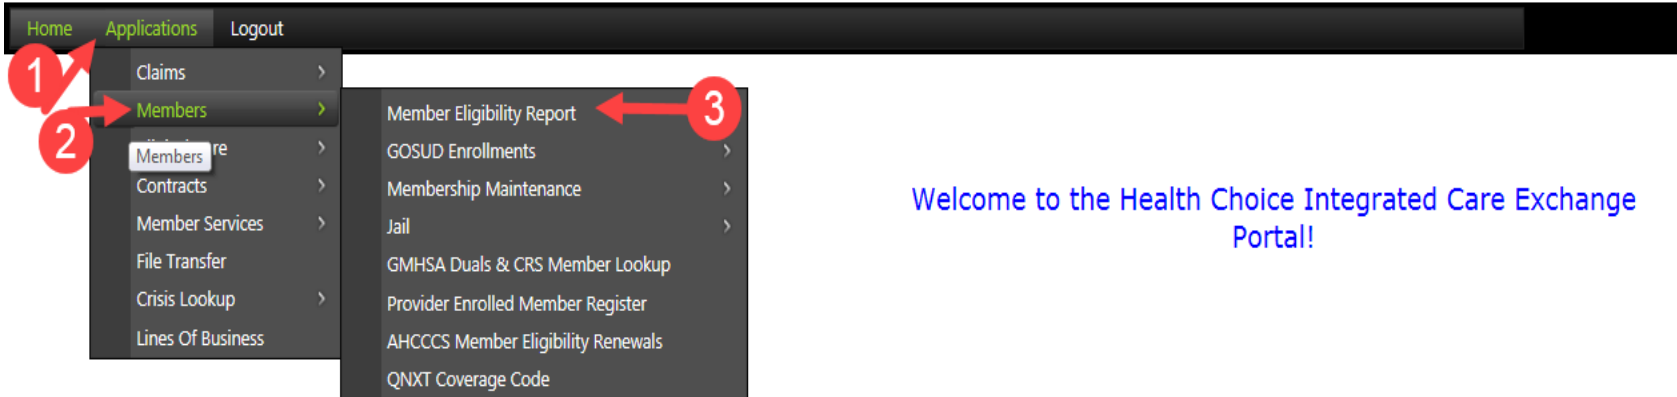 Home Applications Logout
1
Claims
Members
2
Members
re
Contracts
Member Services
File Transfer
Crisis Lookup
Lines Of Business
Member Eligibility Report
3
GOSUD Enrollments
Membership Maintenance
Jail
GMHSA Duals & CRS Member Lookup
Provider Enrolled Member Register
AHCCCS Member Eligibility Renewals
QNXT Coverage Code
Welcome to the Health Choice Integrated Care Exchange
Portal!